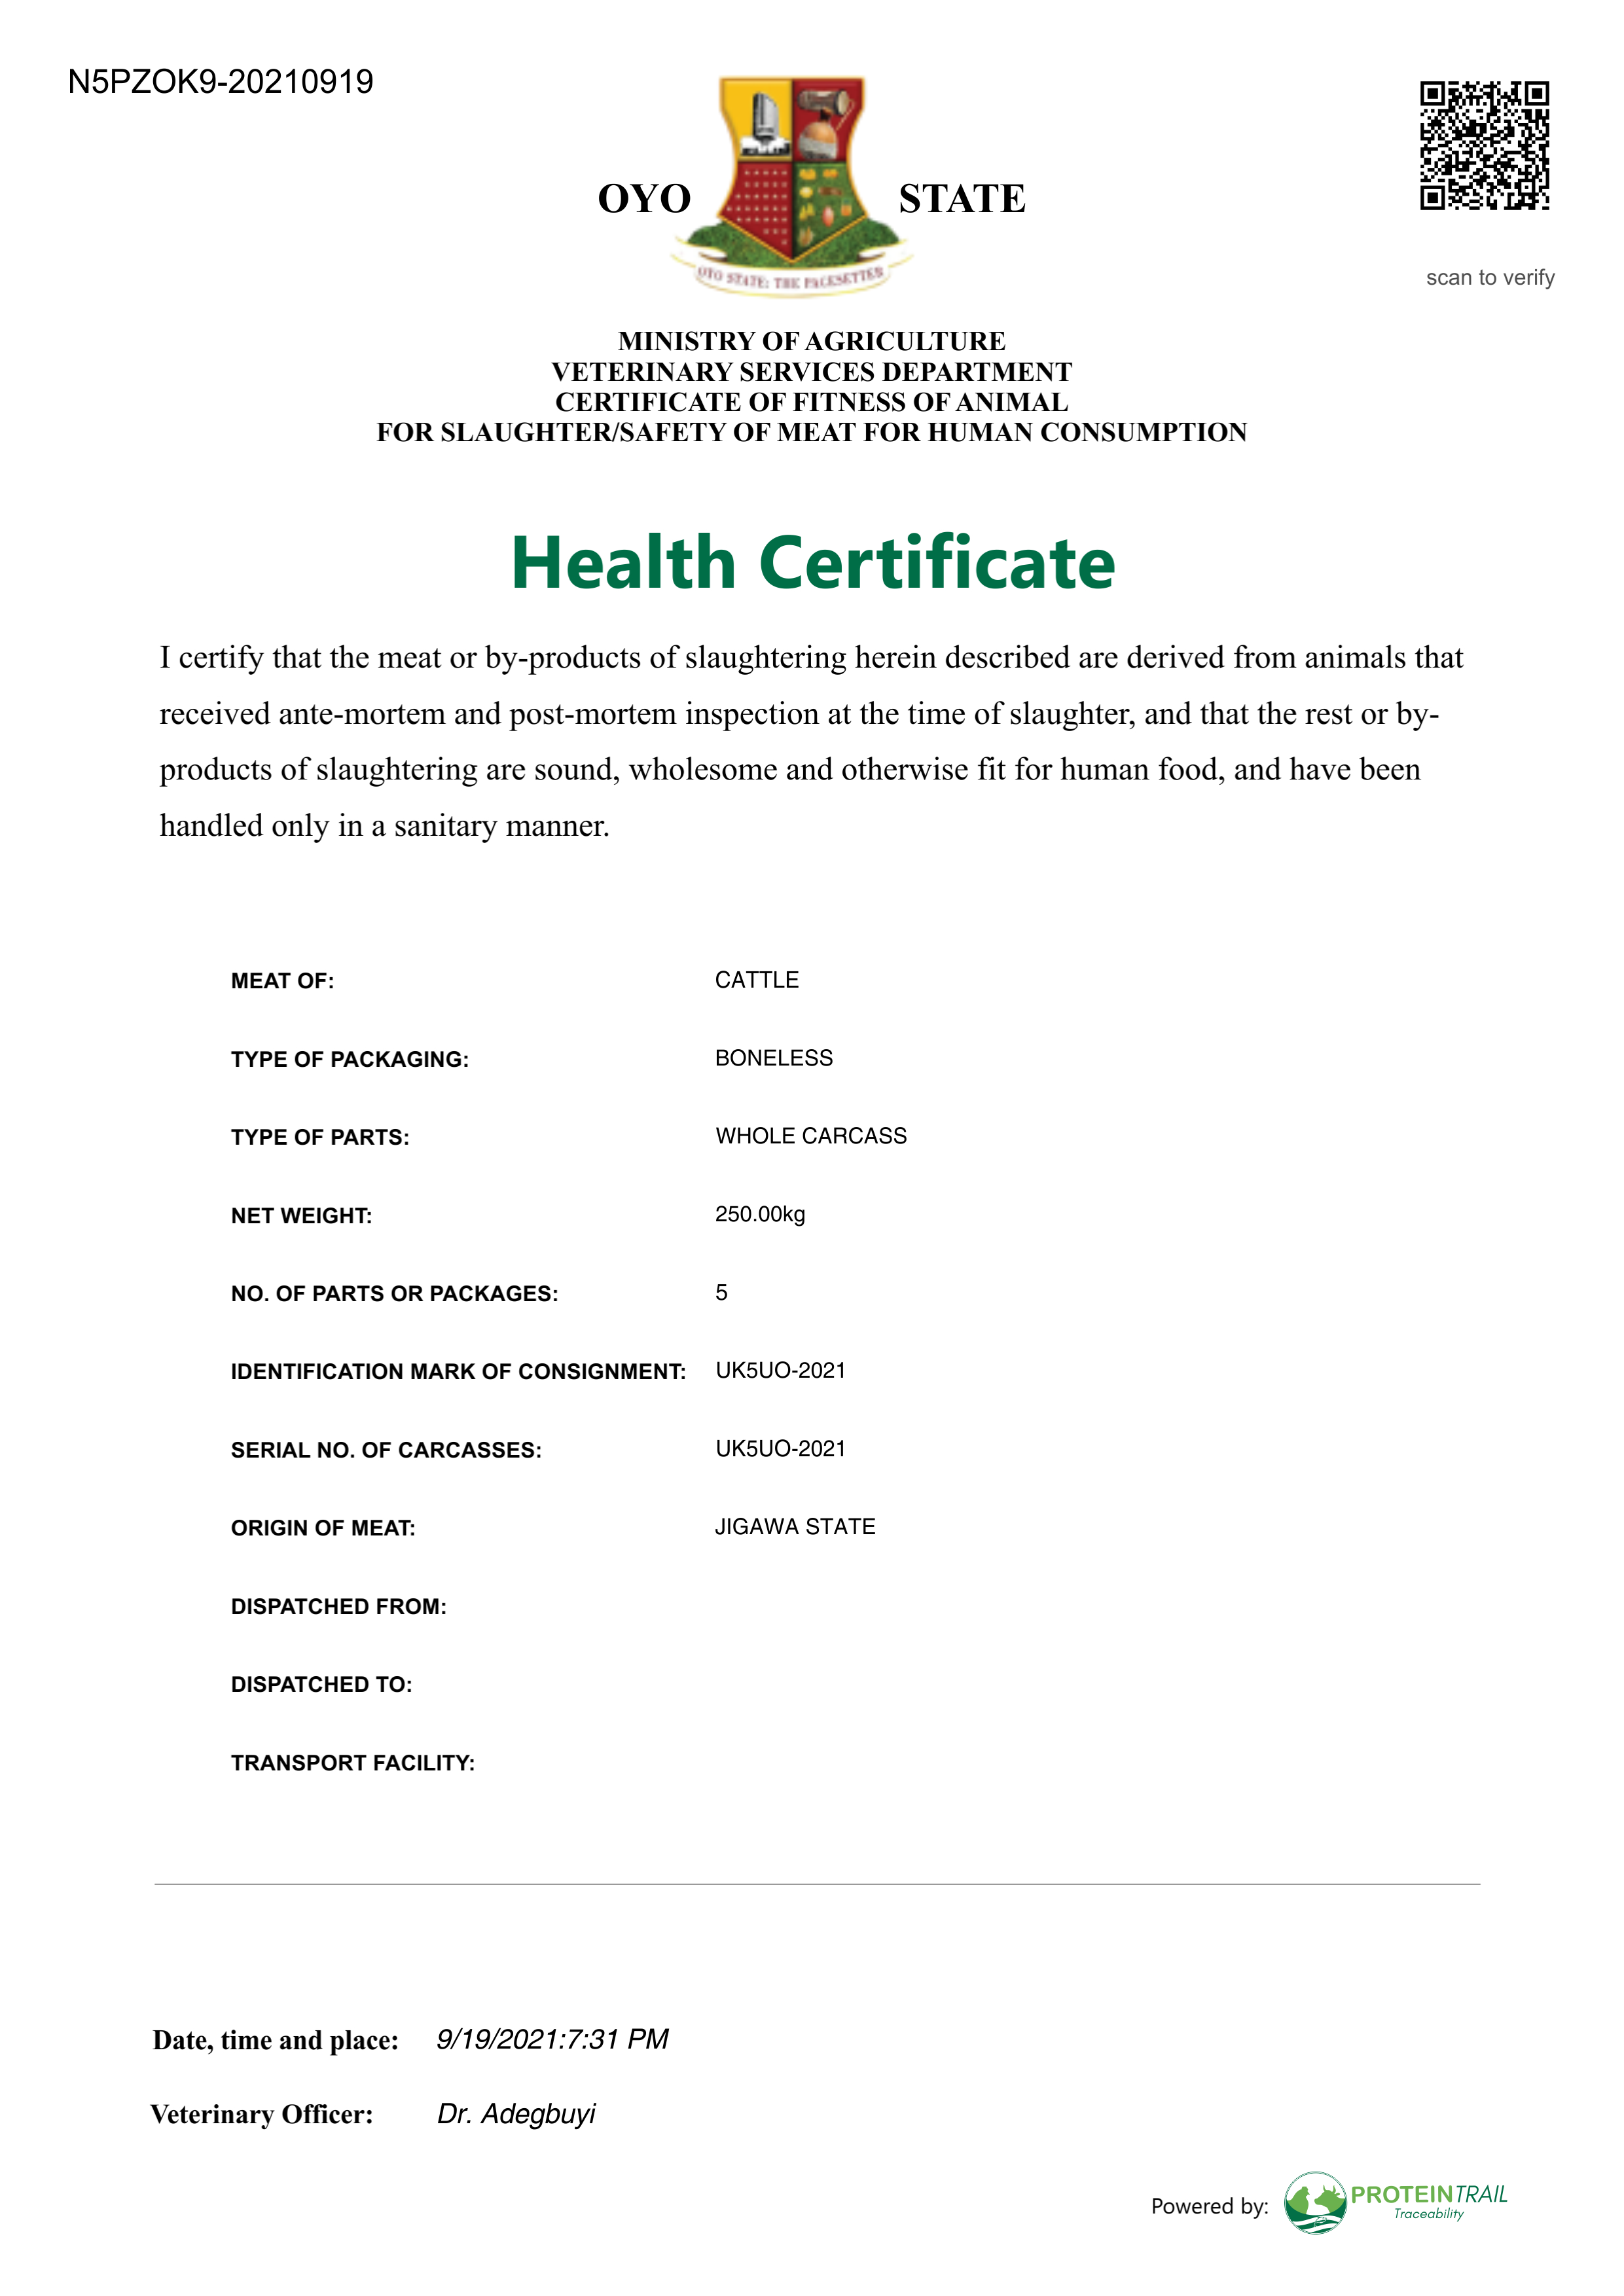 N5PZOK9-20210919
OYO STATE
OYO STATE: THE PACESETTER
scan to verify
MINISTRY OF AGRICULTURE
VETERINARY SERVICES DEPARTMENT
CERTIFICATE OF FITNESS OF ANIMAL
FOR SLAUGHTER/SAFETY OF MEAT FOR HUMAN CONSUMPTION
Health Certificate
I certify that the meat or by-products of slaughtering herein described are derived from animals that
received ante-mortem and post-mortem inspection at the time of slaughter, and that the rest or by-
products of slaughtering are sound, wholesome and otherwise fit for human food, and have been
handled only in a sanitary manner.
MEAT OF: CATTLE
TYPE OF PACKAGING: BONELESS
TYPE OF PARTS: WHOLE CARCASS
NET WEIGHT: 250.00kg
NO. OF PARTS OR PACKAGES: 5
IDENTIFICATION MARK OF CONSIGNMENT: UK5UO-2021
SERIAL NO. OF CARCASSES: UK5UO-2021
ORIGIN OF MEAT: JIGAWA STATE
DISPATCHED FROM:
DISPATCHED TO:
TRANSPORT FACILITY:
Date, time and place: 9/19/2021:7:31 PM
Veterinary Officer: Dr. Adegbuyi
Powered by: PROTEINTRAIL
Traceability